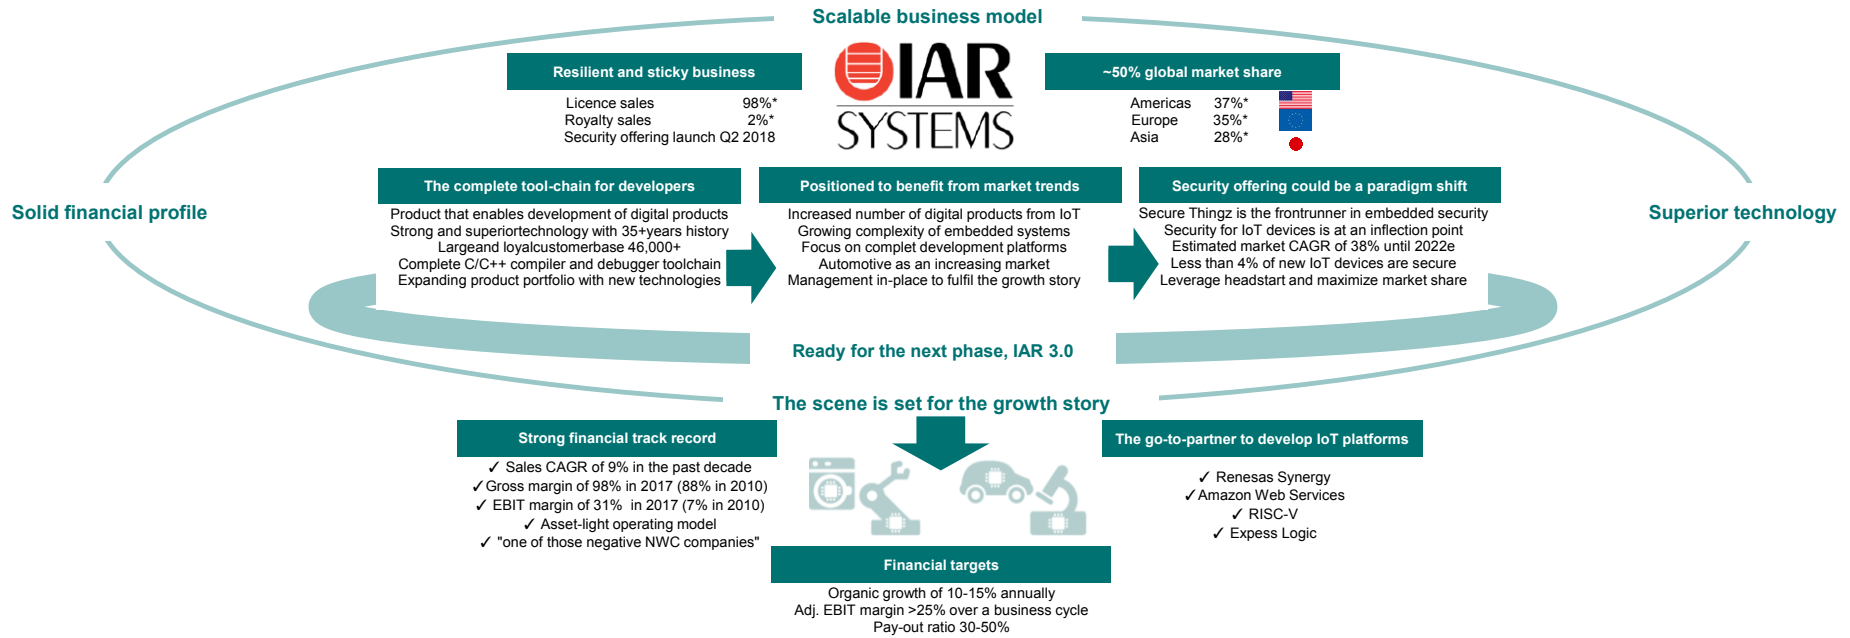 Scalable business model
Resilient and sticky business
Licence sales 98%*
Royalty sales 2%*
Security offering launch Q2 2018
IAR
SYSTEMS
~50% global market share
Americas 37%*
Europe 35%*
Asia 28%*
Solid financial profile
Superior technology
The complete tool-chain for developers
Product that enables development of digital products
Strong and superiortechnology with 35+years history
Largeand loyalcustomerbase 46,000+
Complete C/C++ compiler and debugger toolchain
Expanding product portfolio with new technologies
Positioned to benefit from market trends
Increased number of digital products from IoT
Growing complexity of embedded systems
Focus on complet development platforms
Automotive as an increasing market
Management in-place to fulfil the growth story
Security offering could be a paradigm shift
Secure Thingz is the frontrunner in embedded security
Security for IoT devices is at an inflection point
Estimated market CAGR of 38% until 2022e
Less than 4% of new IoT devices are secure
Leverage headstart and maximize market share
Ready for the next phase, IAR 3.0
The scene is set for the growth story
Strong financial track record
✓ Sales CAGR of 9% in the past decade
✓Gross margin of 98% in 2017 (88% in 2010)
✓ EBIT margin of 31% in 2017 (7% in 2010)
✓ Asset-light operating model
✓ "one of those negative NWC companies"
The go-to-partner to develop IoT platforms
✓ Renesas Synergy
✓Amazon Web Services
✓ RISC-V
✓ Expess Logic
Financial targets
Organic growth of 10-15% annually
Adj. EBIT margin >25% over a business cycle
Pay-out ratio 30-50%